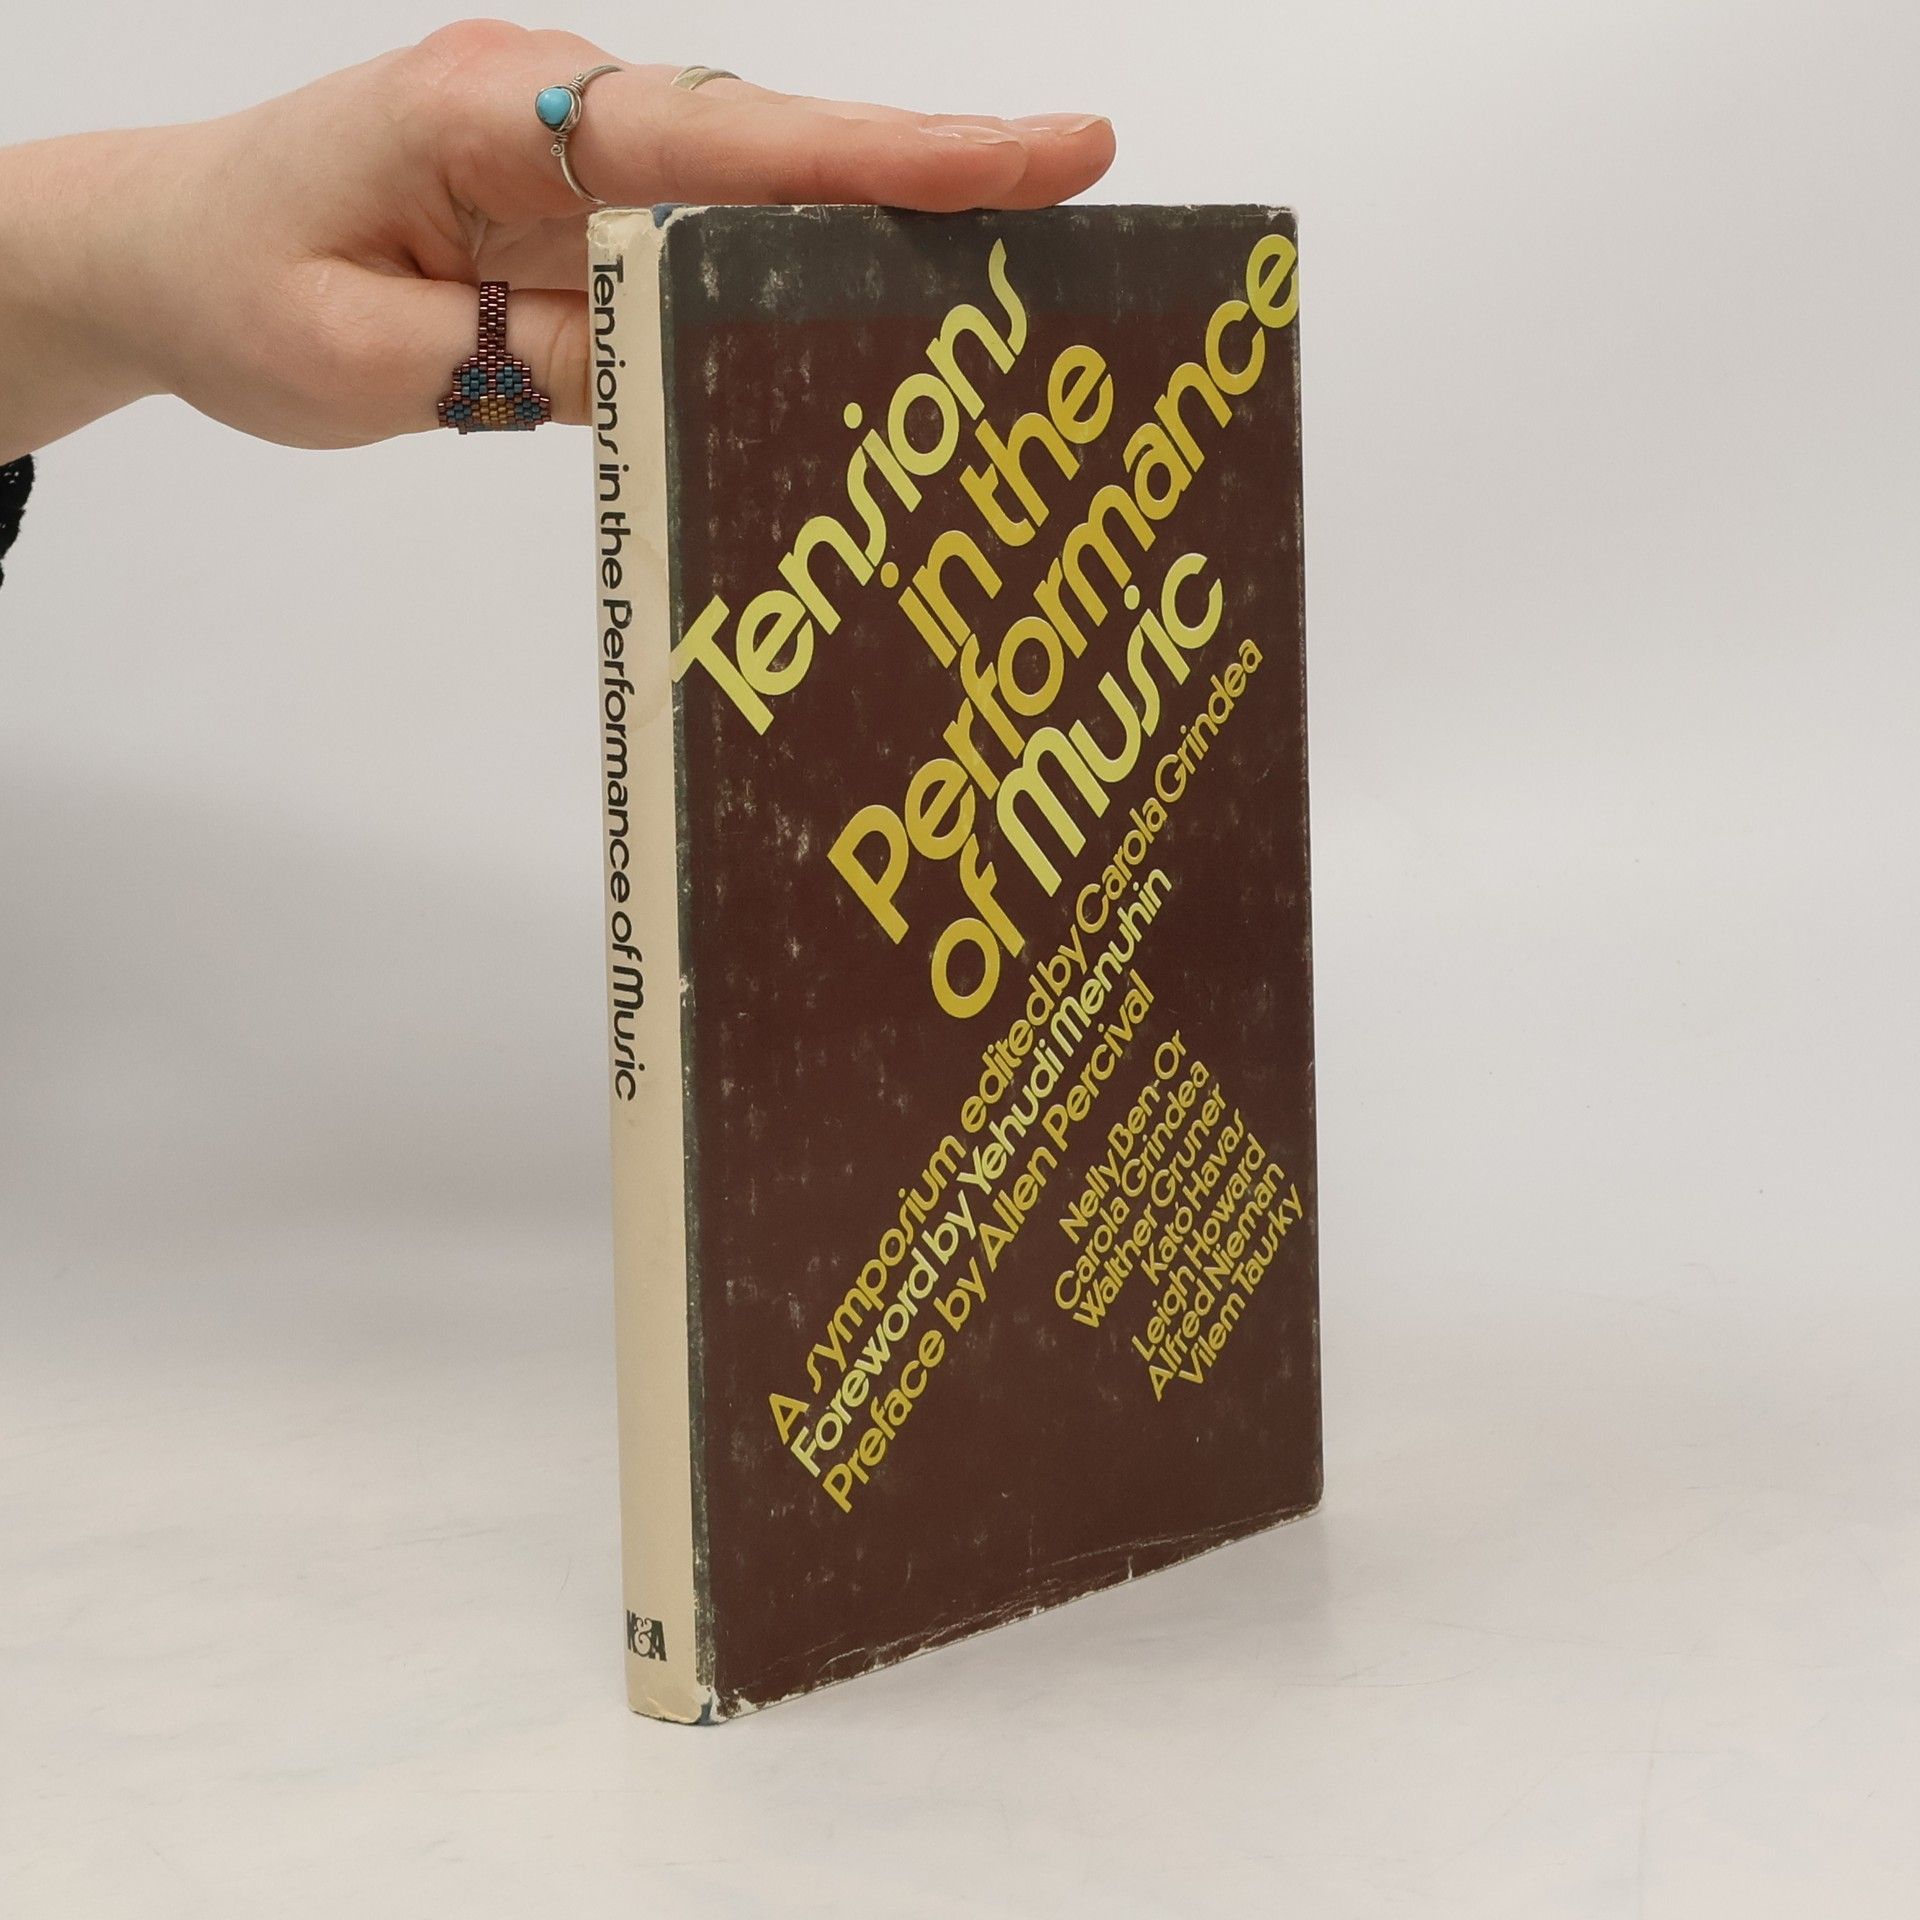 Tensions in the Performance of Music
K&A
Tensions
in the
Performance
of Music
A symposium edited by Carola Grindea
Foreword by Yehudi Menuhin
Preface by Allen Percival
Nelly Ben-Or
Carola Grindea
Walther Gruner
Kató Havas
Leigh Howard
Alfred Nieman
Vilem Tausky